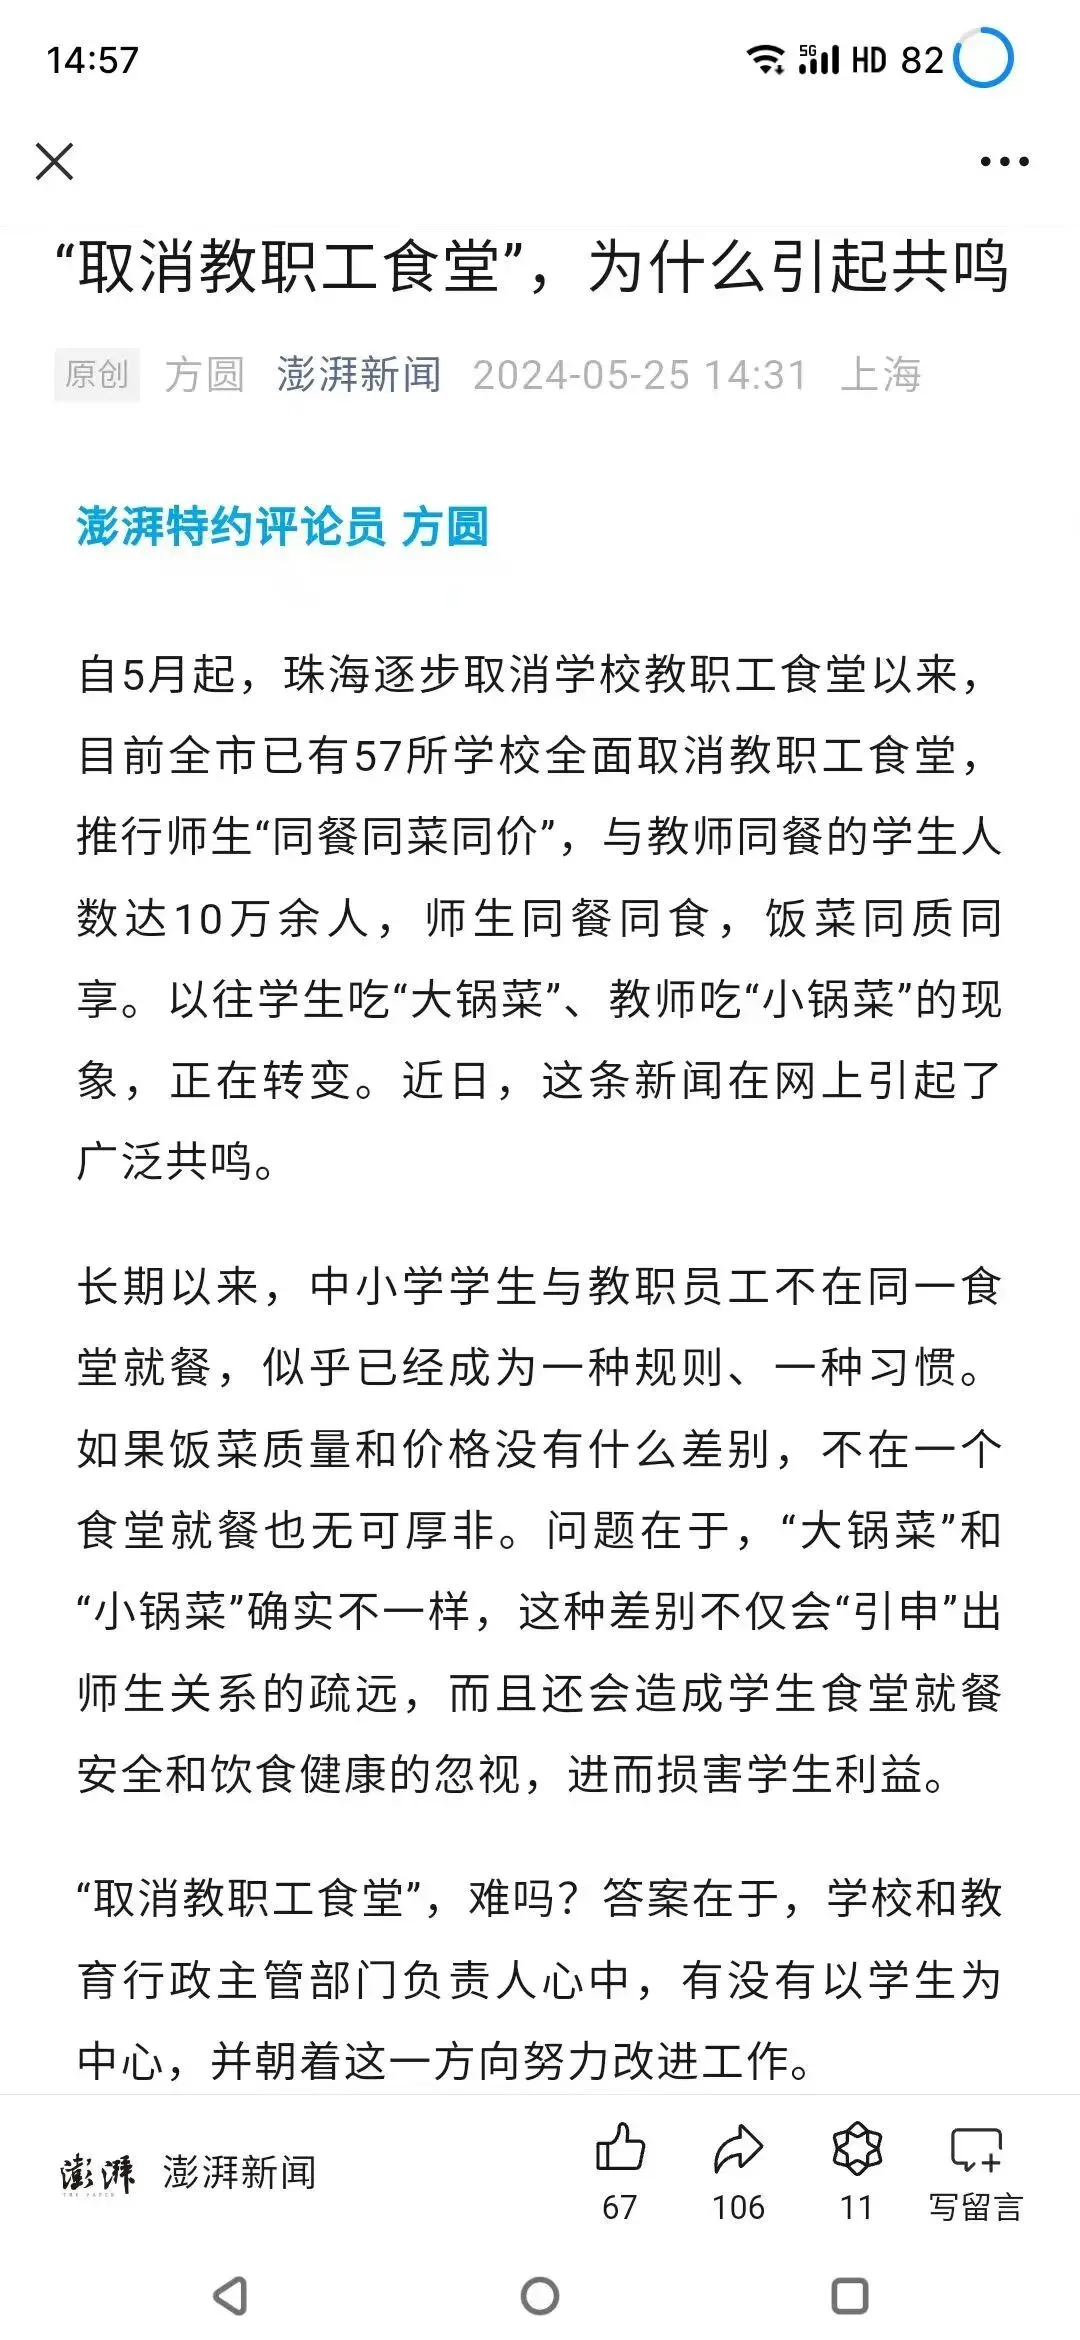 14:57
5G HD 82
“取消教职工食堂”，为什么引起共鸣
原创 方圆 澎湃新闻 2024-05-25 14:31 上海
澎湃特约评论员 方圆
自5月起，珠海逐步取消学校教职工食堂以来，
目前全市已有57所学校全面取消教职工食堂，
推行师生“同餐同菜同价”，与教师同餐的学生人
数达10万余人，师生同餐同食，饭菜同质同
享。以往学生吃“大锅菜”、教师吃“小锅菜”的现
象，正在转变。近日，这条新闻在网上引起了
广泛共鸣。
长期以来，中小学学生与教职员工不在同一食
堂就餐，似乎已经成为一种规则、一种习惯。
如果饭菜质量和价格没有什么差别，不在一个
食堂就餐也无可厚非。问题在于，“大锅菜”和
“小锅菜”确实不一样，这种差别不仅会“引申”出
师生关系的疏远，而且还会造成学生食堂就餐
安全和饮食健康的忽视，进而损害学生利益。
“取消教职工食堂”，难吗？答案在于，学校和教
育行政主管部门负责人心中，有没有以学生为
中心，并朝着这一方向努力改进工作。
澎湃 澎湃新闻
THE PAPER
67 106 11 写留言